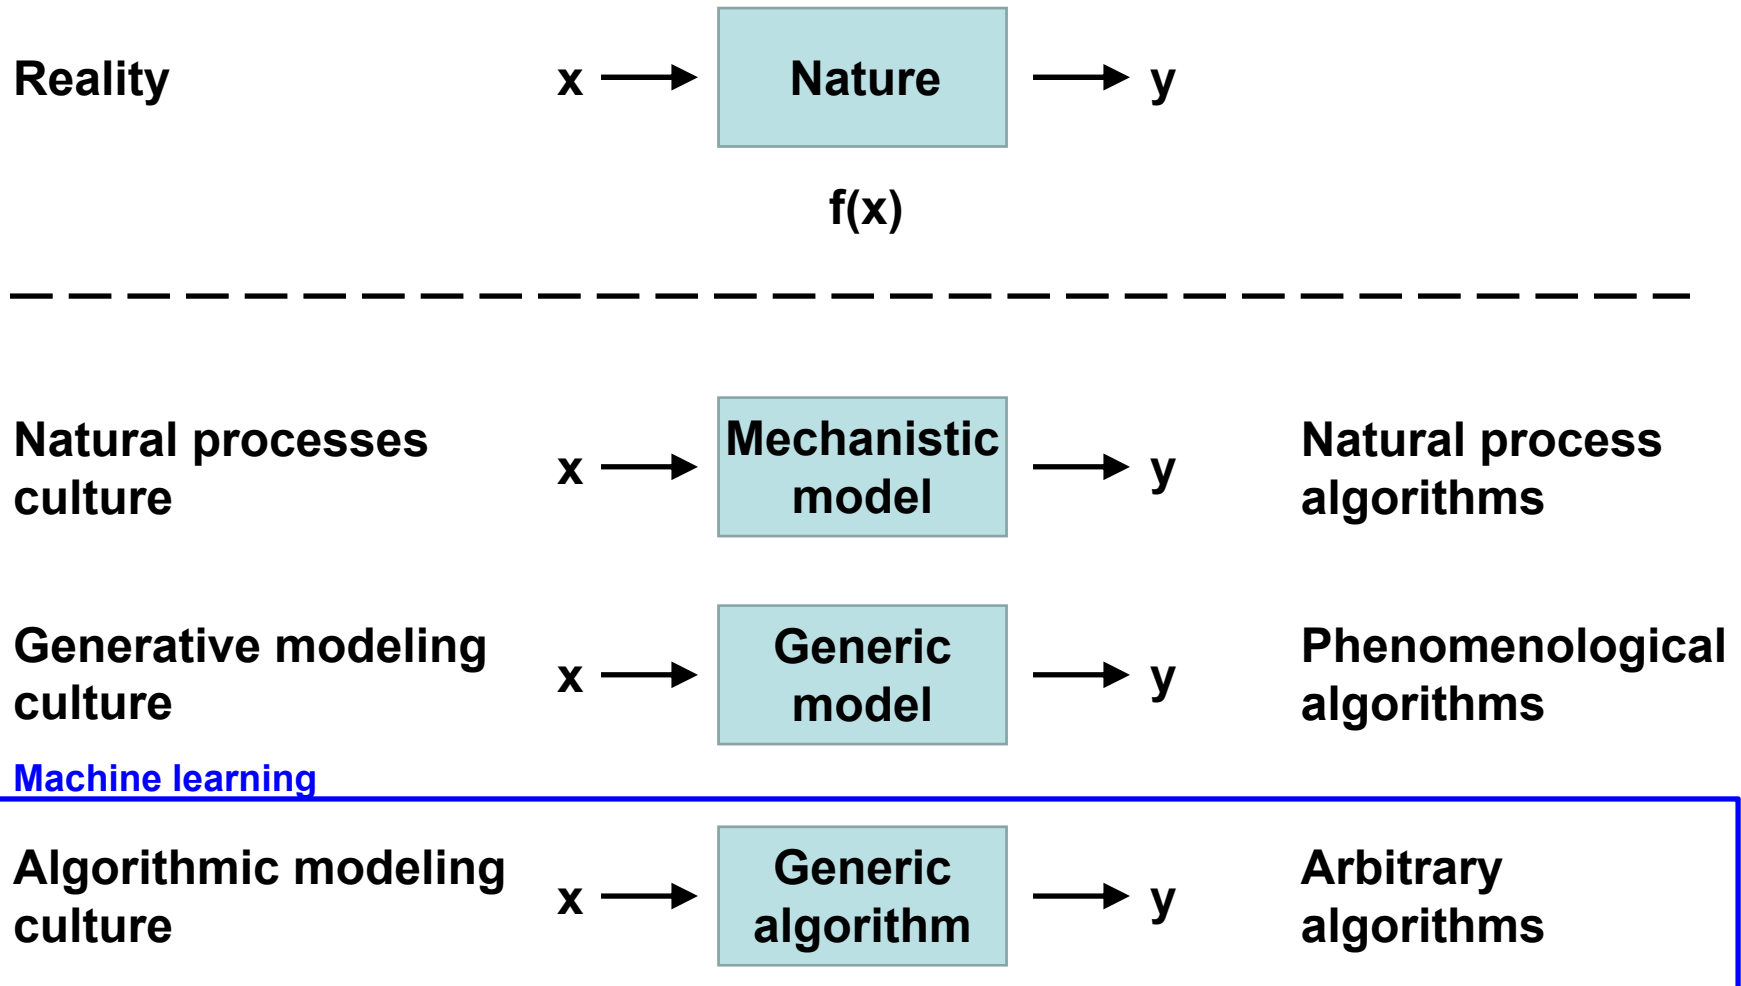 Reality x Nature y
f(x)
Natural processes
culture
x
Mechanistic
model
y
Natural process
algorithms
Generative modeling
culture
x
Generic
model
y
Phenomenological
algorithms
Machine learning
Algorithmic modeling
culture
x
Generic
algorithm
y
Arbitrary
algorithms